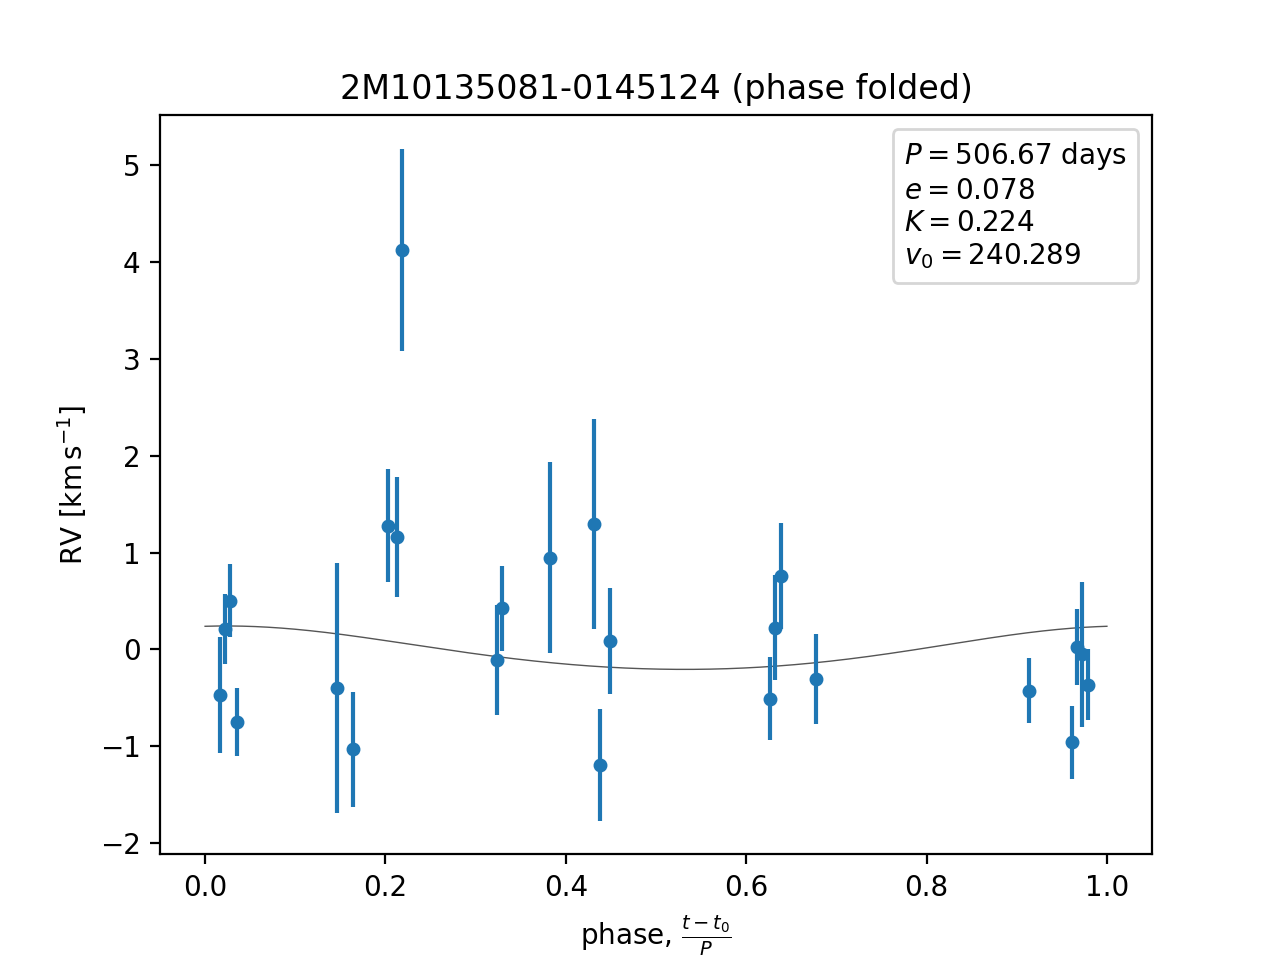 2M10135081-0145124 (phase folded)
P = 506.67 days
e = 0.078
K = 0.224
v₀ = 240.289
5
4
3
2
1
0
−1
−2
RV [km s⁻¹]
0.0 0.2 0.4 0.6 0.8 1.0
phase, (t − t₀)/P